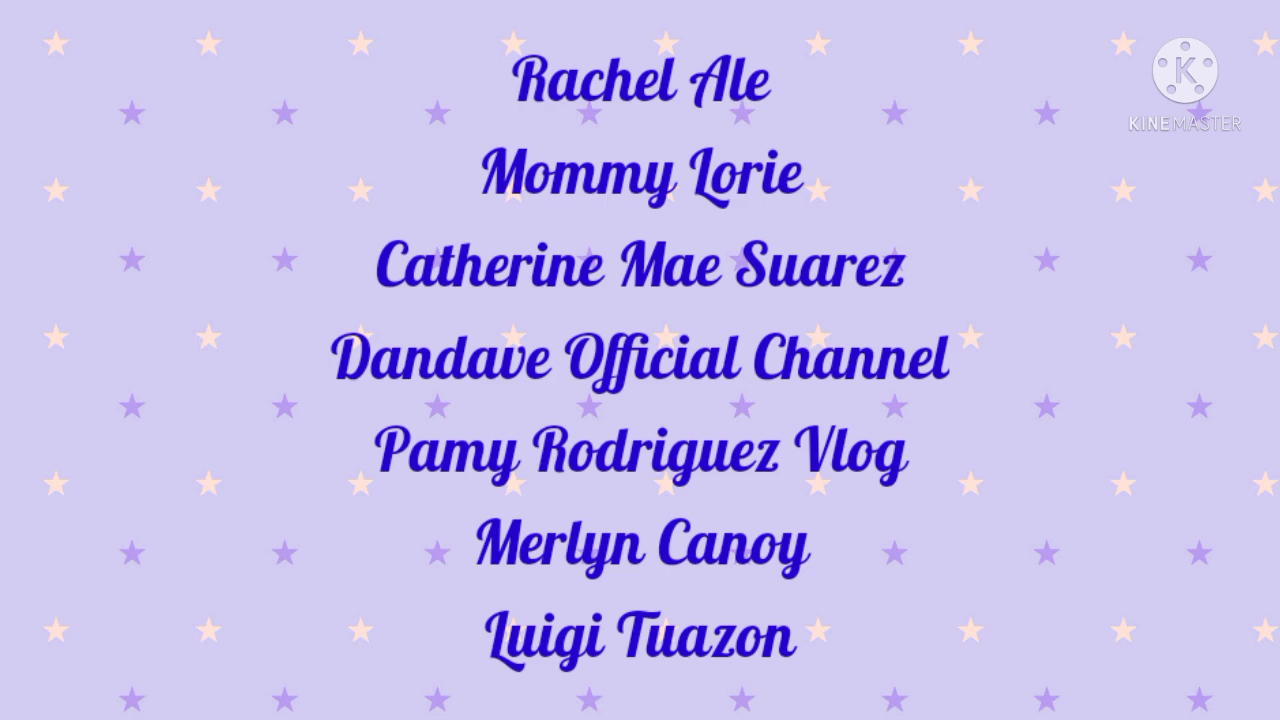 Rachel Ale
Mommy Lorie
Catherine Mae Suarez
Dandave Official Channel
Pamy Rodriguez Vlog
Merlyn Canoy
Luigi Tuazon
K
KINEMASTER